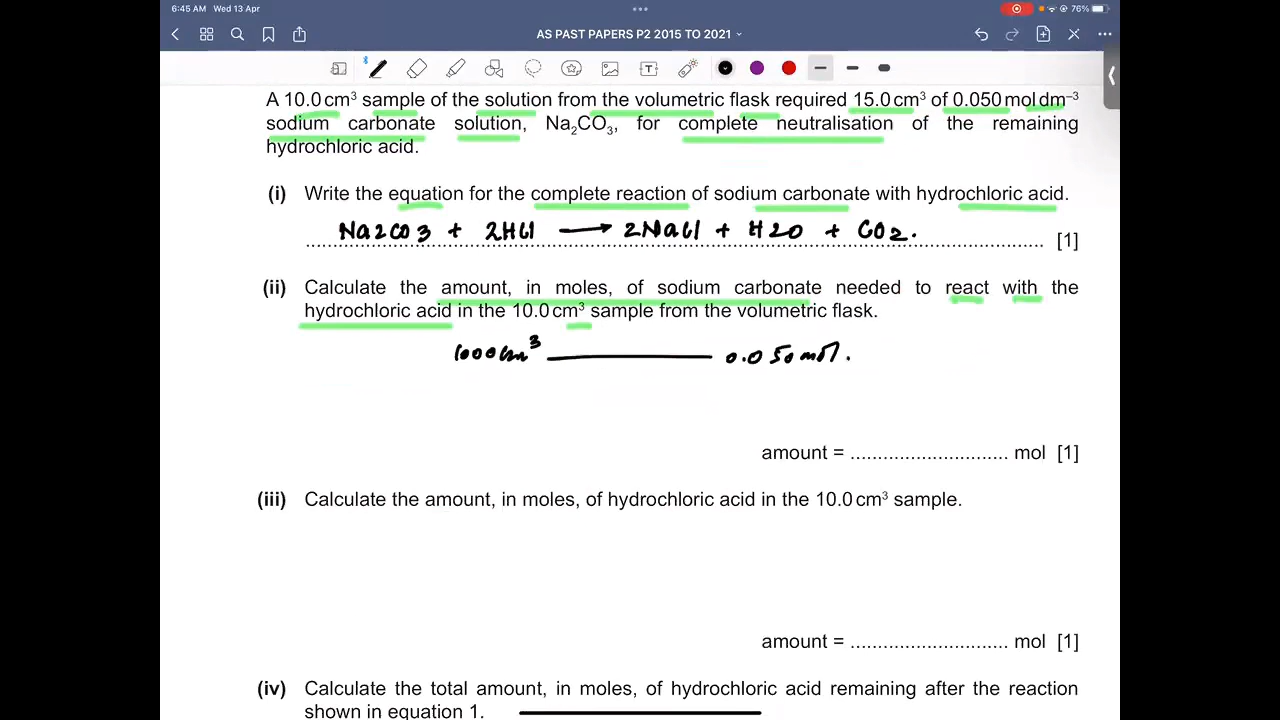 6:45 AM Wed 13 Apr
76%
AS PAST PAPERS P2 2015 TO 2021
A 10.0 cm³ sample of the solution from the volumetric flask required 15.0 cm³ of 0.050 mol dm⁻³
sodium carbonate solution, Na₂CO₃, for complete neutralisation of the remaining
hydrochloric acid.
(i) Write the equation for the complete reaction of sodium carbonate with hydrochloric acid.
Na2CO3 + 2HCl ⟶ 2NaCl + H2O + CO2.
[1]
(ii) Calculate the amount, in moles, of sodium carbonate needed to react with the
hydrochloric acid in the 10.0 cm³ sample from the volumetric flask.
1000cm³ ——— 0.050 mol.
amount = ............................. mol [1]
(iii) Calculate the amount, in moles, of hydrochloric acid in the 10.0 cm³ sample.
amount = ............................. mol [1]
(iv) Calculate the total amount, in moles, of hydrochloric acid remaining after the reaction
shown in equation 1.